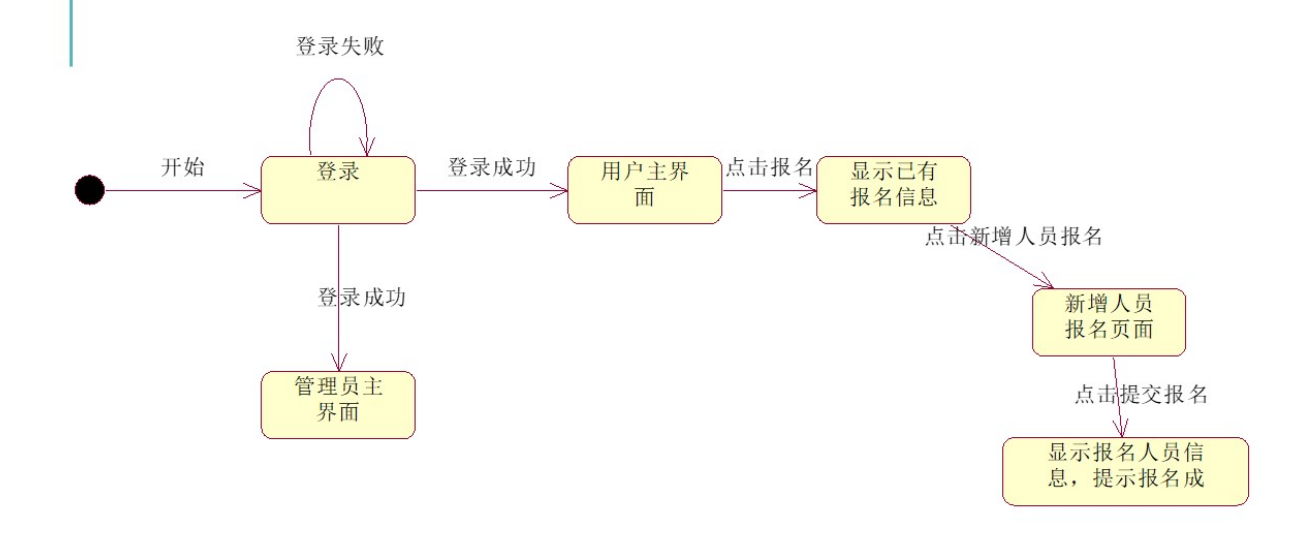 登录失败
开始
登录
登录成功
用户主界
面
点击报名
显示已有
报名信息
点击新增人员报名
登录成功
新增人员
报名页面
管理员主
界面
点击提交报名
显示报名人员信
息，提示报名成